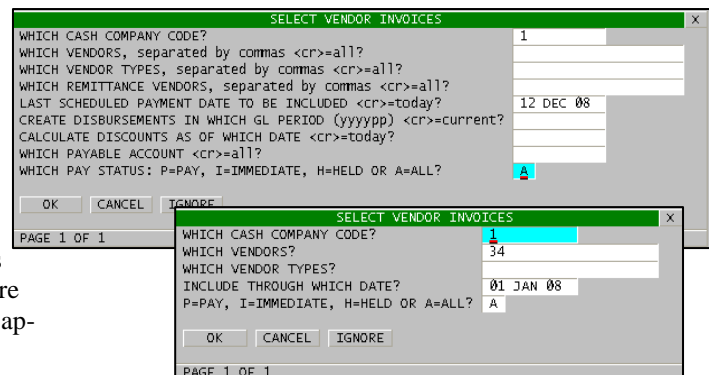 SELECT VENDOR INVOICES X
WHICH CASH COMPANY CODE? 1
WHICH VENDORS, separated by commas <cr>=all?
WHICH VENDOR TYPES, separated by commas <cr>=all?
WHICH REMITTANCE VENDORS, separated by commas <cr>=all?
LAST SCHEDULED PAYMENT DATE TO BE INCLUDED <cr>=today? 12 DEC 08
CREATE DISBURSEMENTS IN WHICH GL PERIOD (yyyypp) <cr>=current?
CALCULATE DISCOUNTS AS OF WHICH DATE <cr>=today?
WHICH PAYABLE ACCOUNT <cr>=all?
WHICH PAY STATUS: P=PAY, I=IMMEDIATE, H=HELD OR A=ALL? A
OK CANCEL IGNORE
PAGE 1 OF 1
SELECT VENDOR INVOICES X
WHICH CASH COMPANY CODE? 1
WHICH VENDORS? 34
WHICH VENDOR TYPES?
INCLUDE THROUGH WHICH DATE? 01 JAN 08
P=PAY, I=IMMEDIATE, H=HELD OR A=ALL? A
OK CANCEL IGNORE
PAGE 1 OF 1
ap-